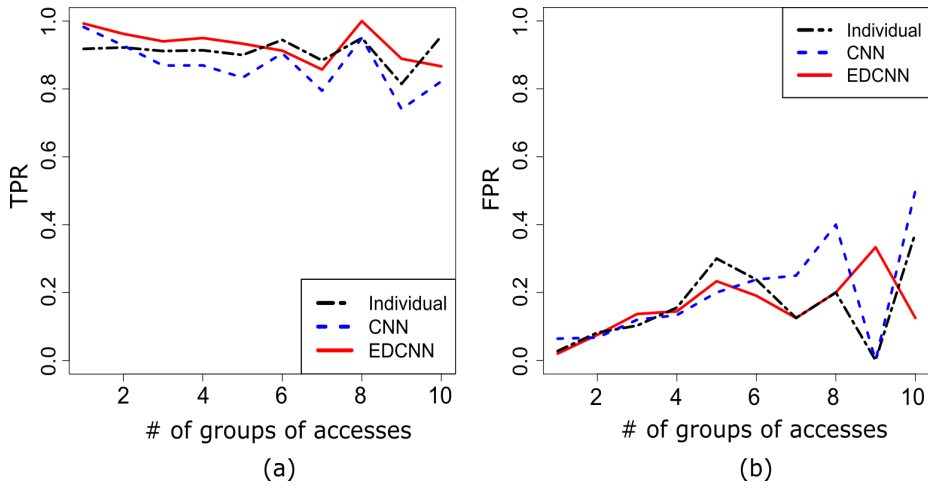 TPR
0.0
0.2
0.4
0.6
0.8
1.0
Individual
CNN
EDCNN
2
4
6
8
10
# of groups of accesses
(a)
FPR
0.0
0.2
0.4
0.6
0.8
1.0
Individual
CNN
EDCNN
2
4
6
8
10
# of groups of accesses
(b)